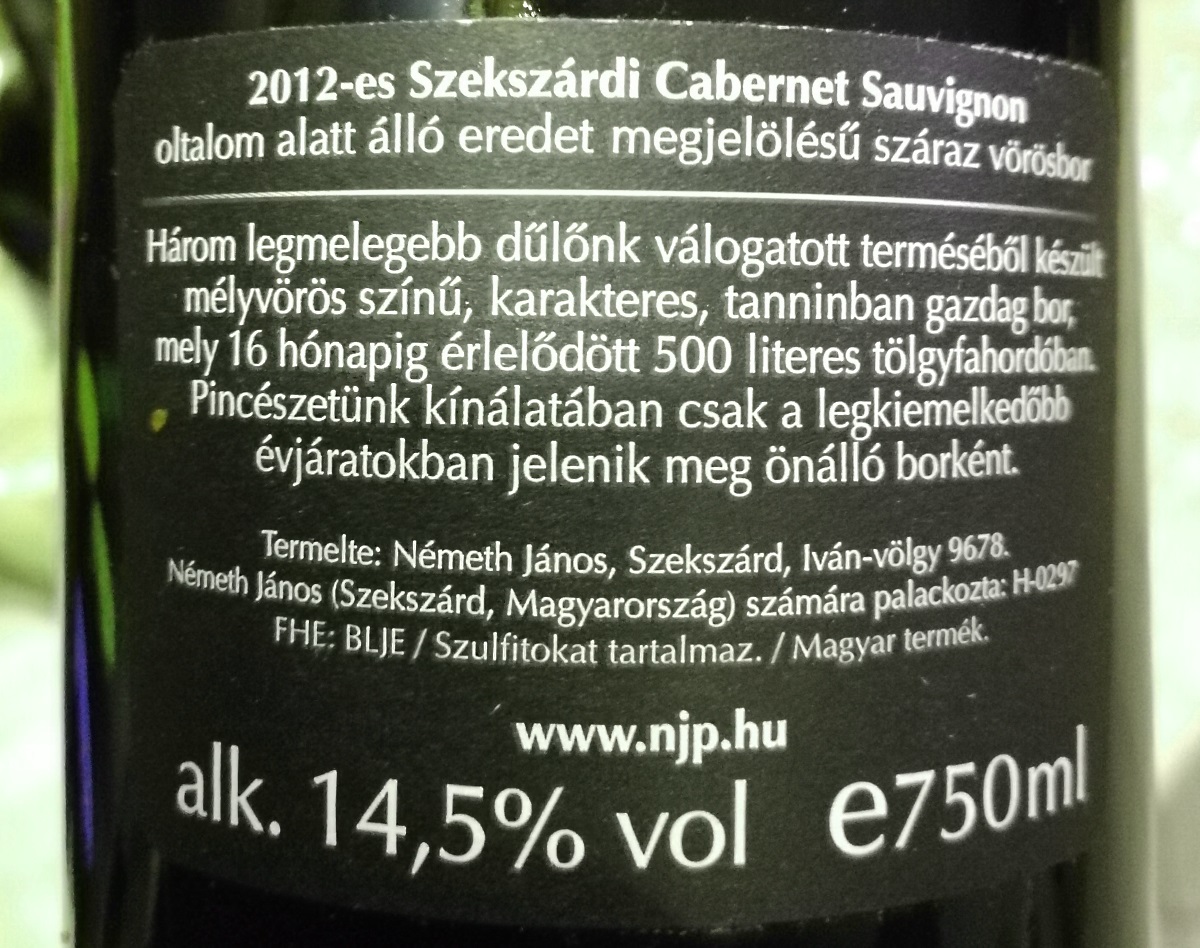 2012-es Szekszárdi Cabernet Sauvignon
oltalom alatt álló eredet megjelölésű száraz vörösbor
Három legmelegebb dűlőnk válogatott terméséből készült
mélyvörös színű, karakteres, tanninban gazdag bor,
mely 16 hónapig érlelődött 500 literes tölgyfahordóban.
Pincészetünk kínálatában csak a legkiemelkedőbb
évjáratokban jelenik meg önálló borként.
Termelte: Németh János, Szekszárd, Iván-völgy 9678.
Németh János (Szekszárd, Magyarország) számára palackozta: H-0297
FHE: BLJE / Szulfitokat tartalmaz. / Magyar termék.
www.njp.hu
alk. 14,5% vol e750ml